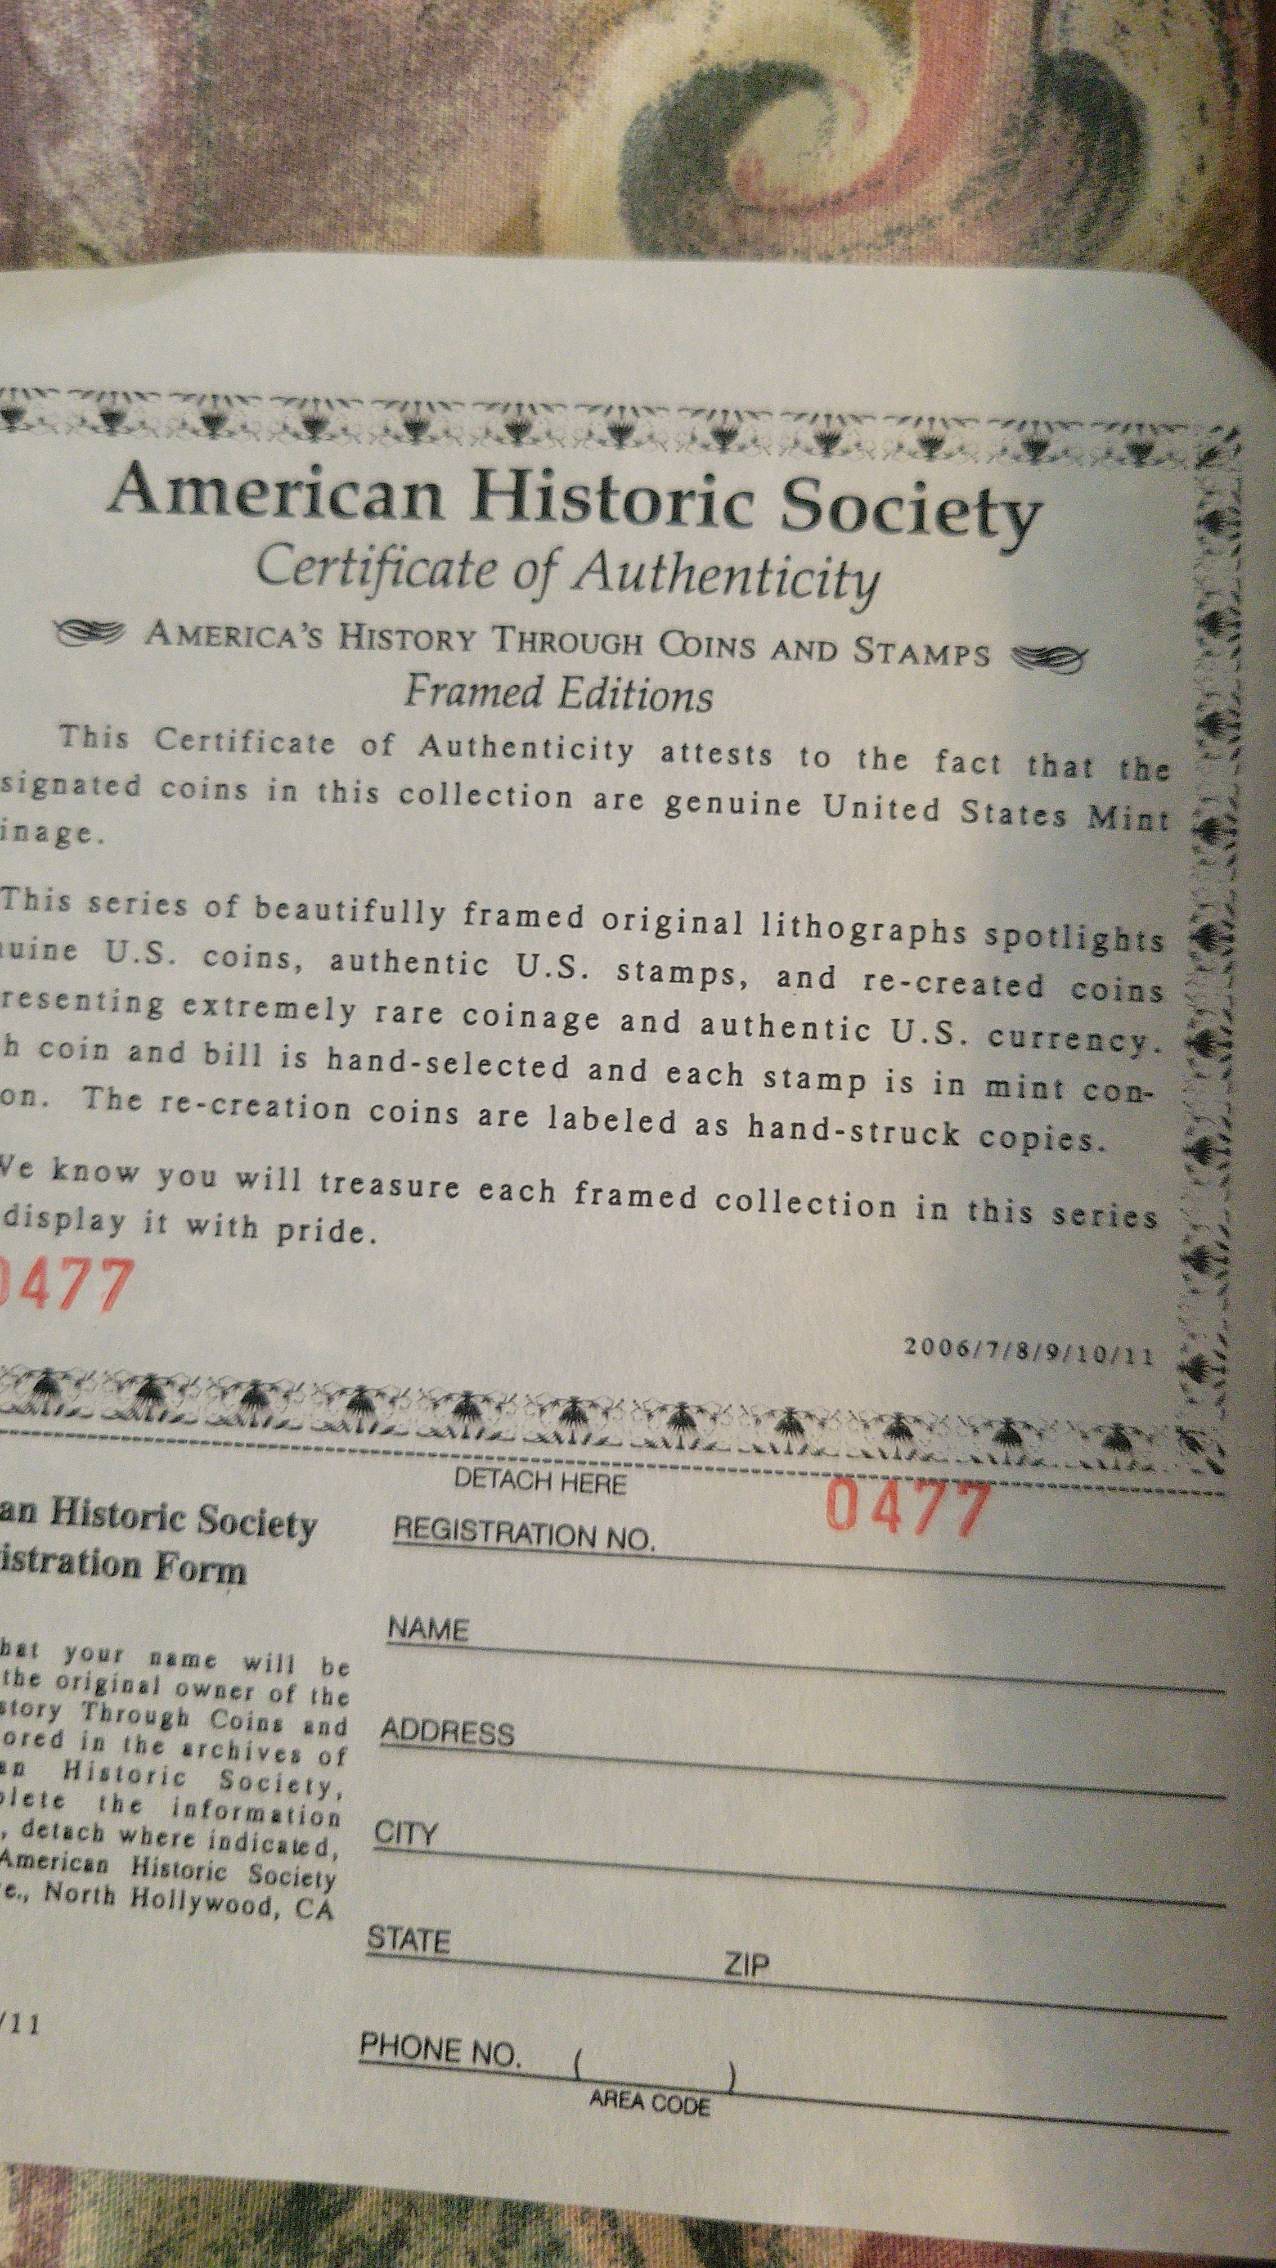 American Historic Society
Certificate of Authenticity
AMERICA'S HISTORY THROUGH COINS AND STAMPS
Framed Editions
This Certificate of Authenticity attests to the fact that the
signated coins in this collection are genuine United States Mint
inage.
This series of beautifully framed original lithographs spotlights
uine U.S. coins, authentic U.S. stamps, and re-created coins
resenting extremely rare coinage and authentic U.S. currency.
h coin and bill is hand-selected and each stamp is in mint con-
on. The re-creation coins are labeled as hand-struck copies.
We know you will treasure each framed collection in this series
display it with pride.
0477
2006/7/8/9/10/11
DETACH HERE
an Historic Society
istration Form
hat your name will be
the original owner of the
story Through Coins and
ored in the archives of
an Historic Society,
plete the information
, detach where indicated,
American Historic Society
e., North Hollywood, CA
/11
REGISTRATION NO. 0477
NAME
ADDRESS
CITY
STATE ZIP
PHONE NO. ( )
AREA CODE